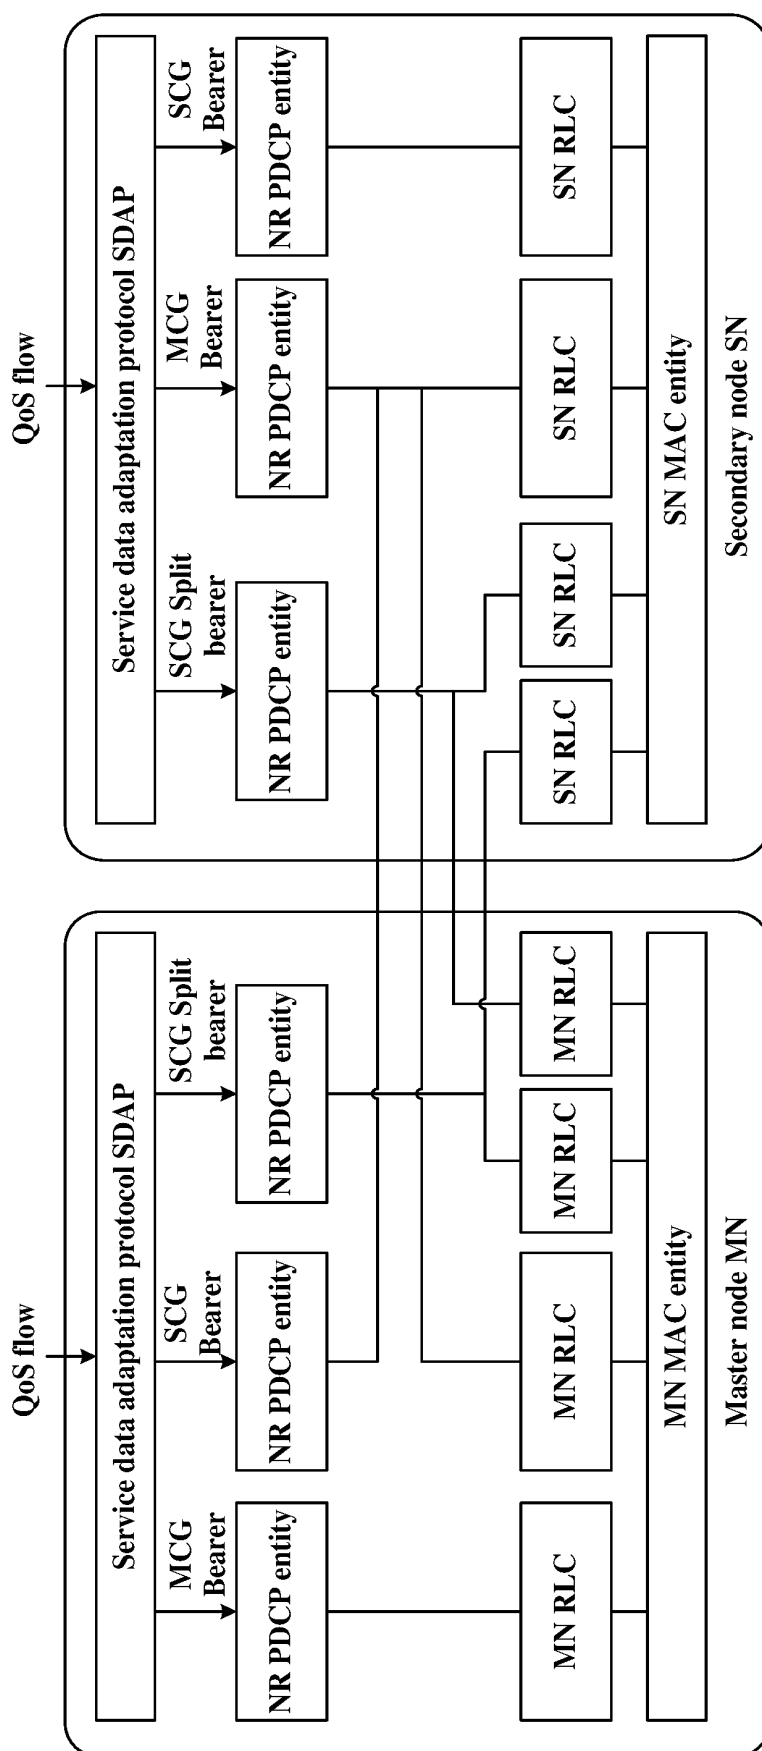 QoS flow
QoS flow
Service data adaptation protocol SDAP
Service data adaptation protocol SDAP
MCG
Bearer
SCG
Bearer
SCG Split
bearer
SCG Split
bearer
MCG
Bearer
SCG
Bearer
NR PDCP entity
NR PDCP entity
NR PDCP entity
NR PDCP entity
NR PDCP entity
NR PDCP entity
MN RLC
MN RLC
MN RLC
MN RLC
SN RLC
SN RLC
SN RLC
SN RLC
MN MAC entity
SN MAC entity
Master node MN
Secondary node SN